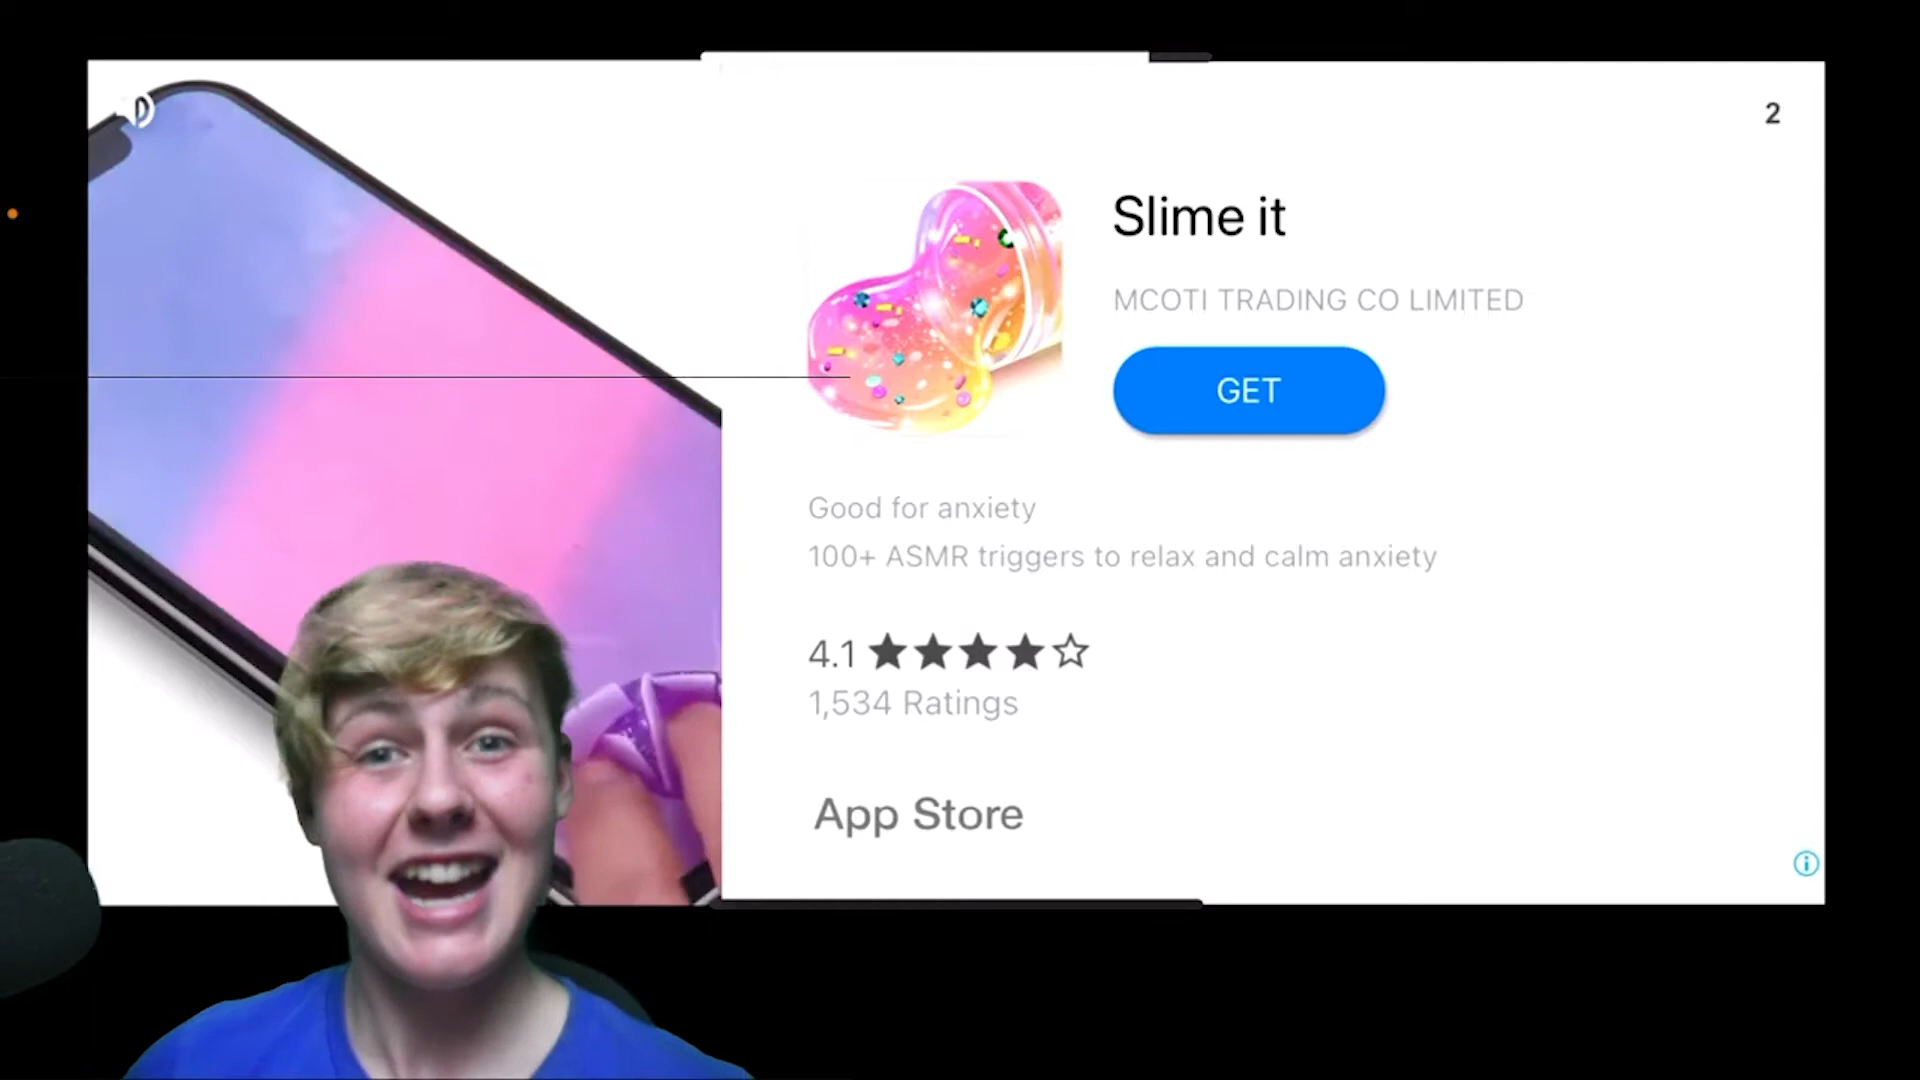 2
Slime it
MCOTI TRADING CO LIMITED
GET
Good for anxiety
100+ ASMR triggers to relax and calm anxiety
4.1
1,534 Ratings
App Store